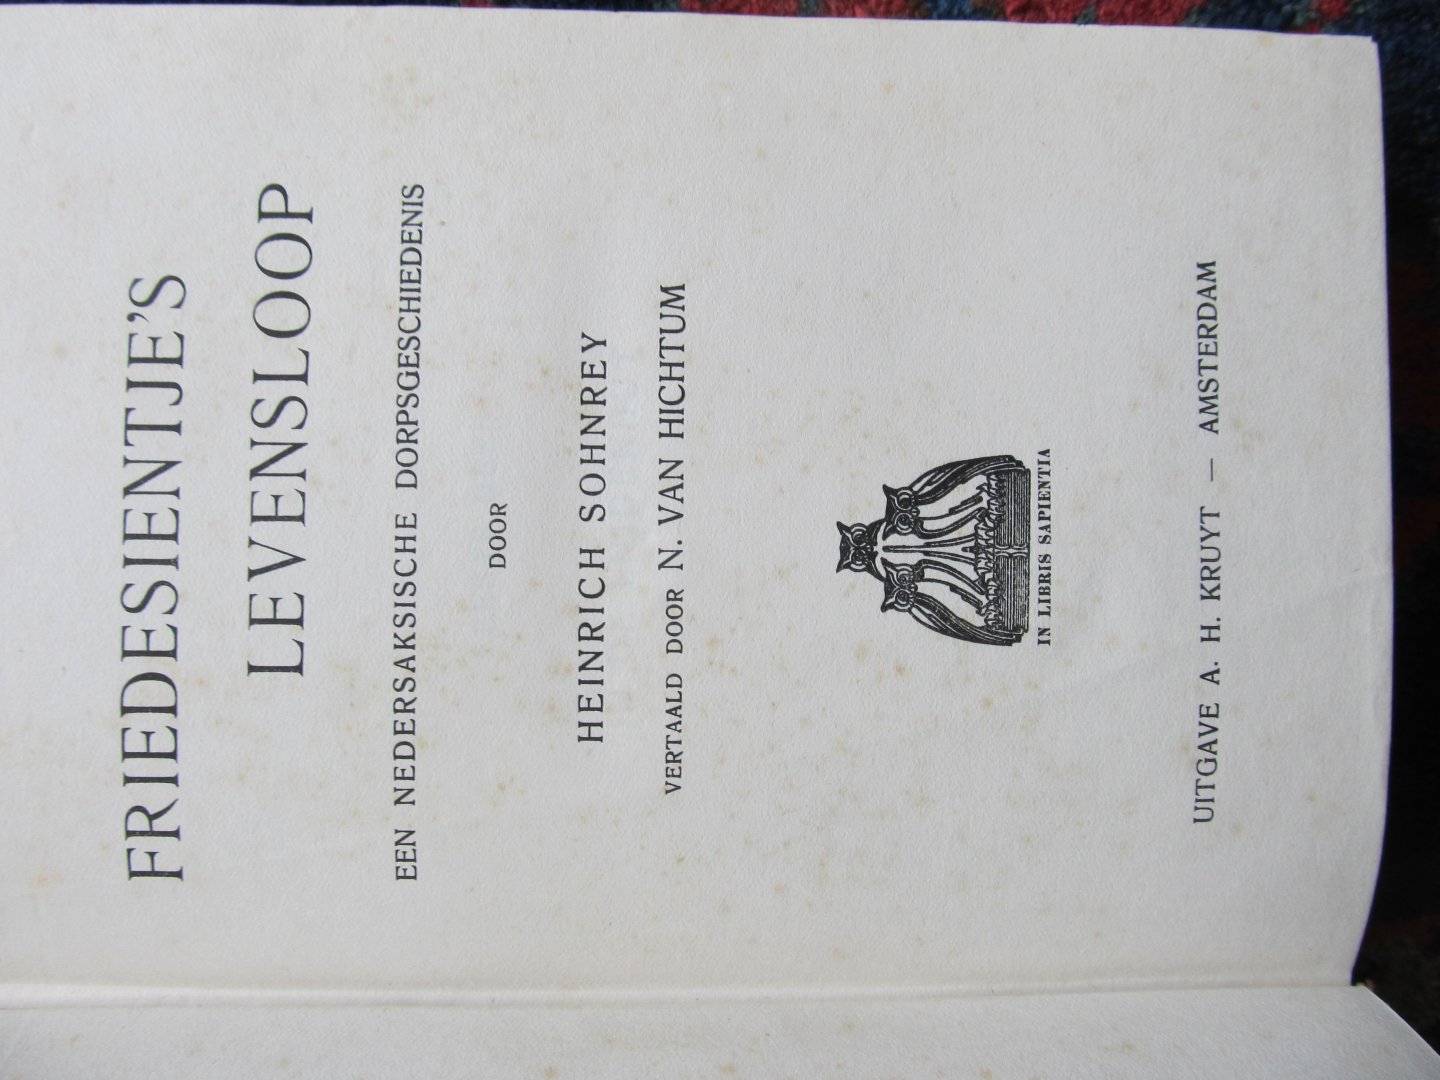 FRIEDESIENTJE'S
LEVENSLOOP
EEN NEDERSAKSISCHE DORPSGESCHIEDENIS
DOOR
HEINRICH SOHNREY
VERTAALD DOOR N. VAN HICHTUM
IN LIBRIS SAPIENTIA
UITGAVE A. H. KRUYT — AMSTERDAM